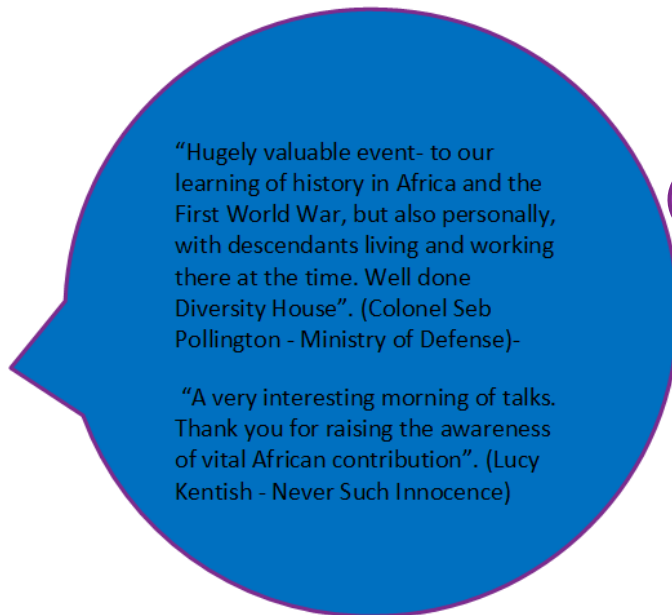 “Hugely valuable event- to our
learning of history in Africa and the
First World War, but also personally,
with descendants living and working
there at the time. Well done
Diversity House”. (Colonel Seb
Pollington - Ministry of Defense)-
“A very interesting morning of talks.
Thank you for raising the awareness
of vital African contribution”. (Lucy
Kentish - Never Such Innocence)